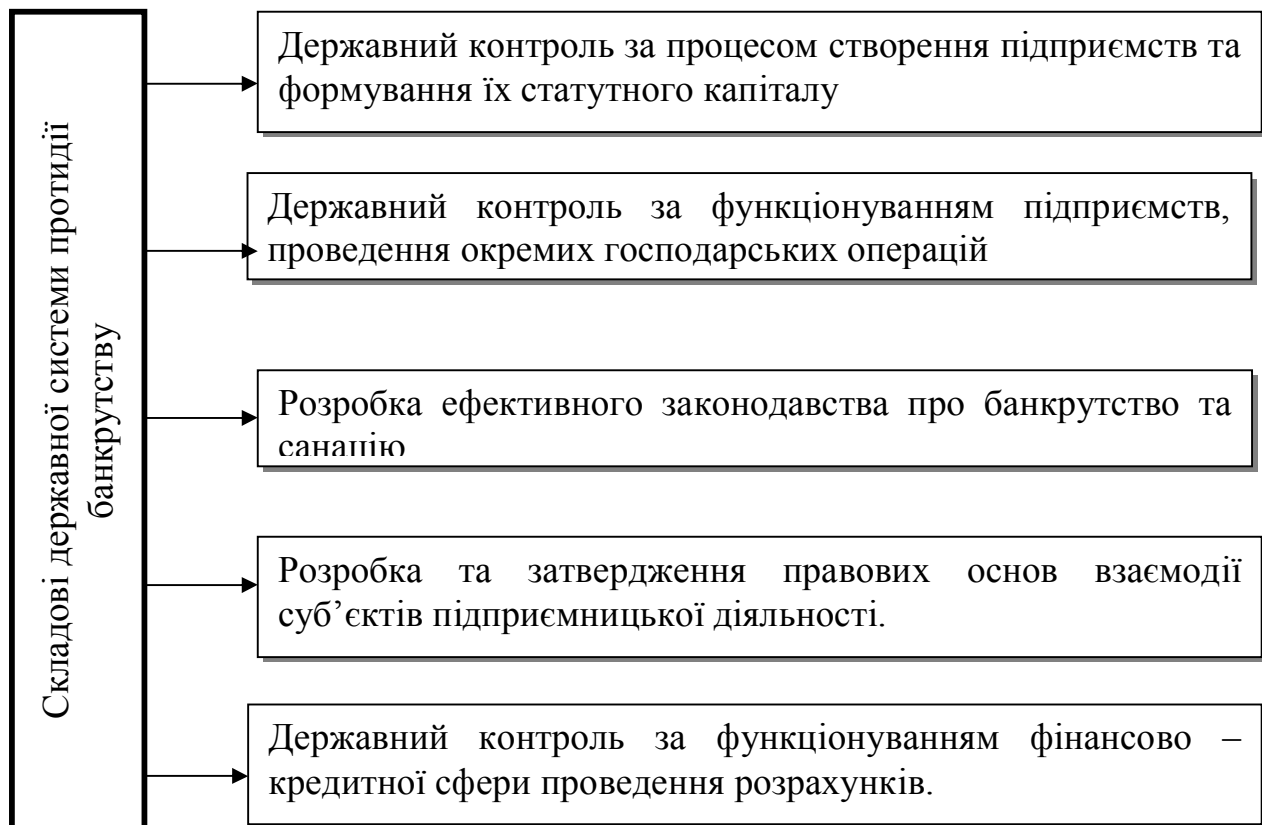 Складові державної системи протидії
банкрутству
Державний контроль за процесом створення підприємств та
формування їх статутного капіталу
Державний контроль за функціонуванням підприємств,
проведення окремих господарських операцій
Розробка ефективного законодавства про банкрутство та
санацію
Розробка та затвердження правових основ взаємодії
суб’єктів підприємницької діяльності.
Державний контроль за функціонуванням фінансово –
кредитної сфери проведення розрахунків.